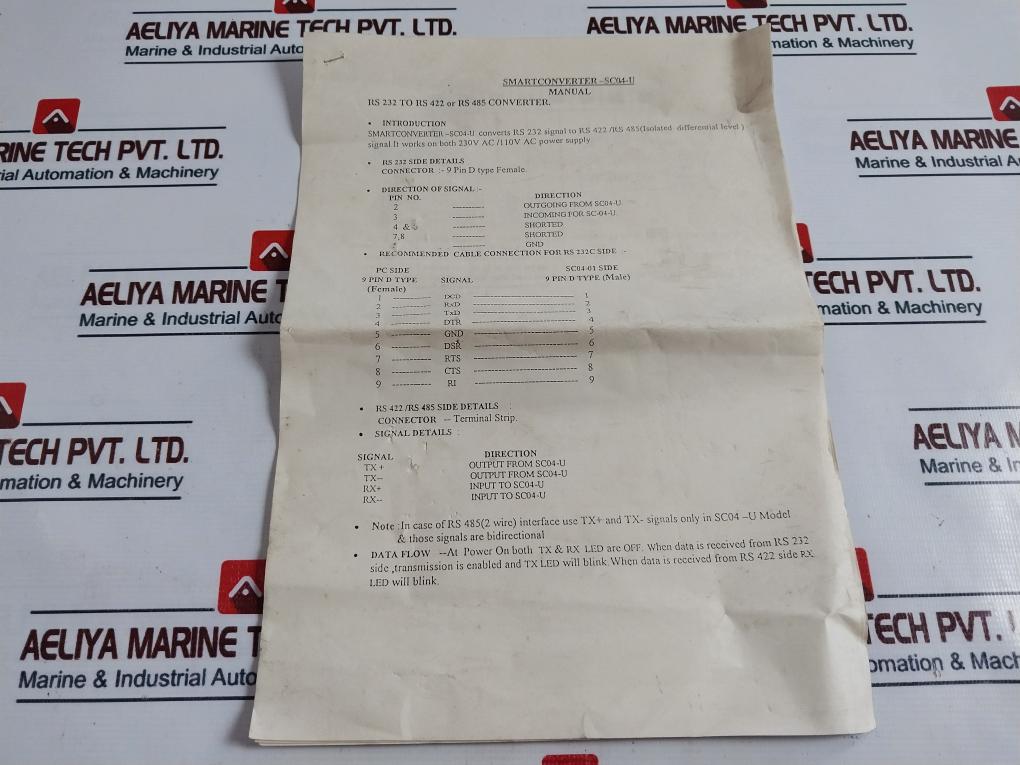 AELIYA MARINE TECH PVT. LTD.
Marine & Industrial
AELIYA MARINE TECH PVT. LTD.
mation & Machinery
SMARTCONVERTER –SC04-U
MANUAL
RS 232 TO RS 422 or RS 485 CONVERTER.
• INTRODUCTION
SMARTCONVERTER –SC04-U converts RS 232 signal to RS 422 /RS 485(Isolated differential level )
signal.It works on both 230V AC /110V AC power supply
• RS 232 SIDE DETAILS
CONNECTOR :- 9 Pin D type Female.
• DIRECTION OF SIGNAL :-
PIN NO. DIRECTION
2 ---------- OUTGOING FROM SC04-U
3 ---------- INCOMING FOR SC-04-U.
4 & ---------- SHORTED
7,8 ---------- SHORTED
---------- GND
• RECOMMENDED CABLE CONNECTION FOR RS 232C SIDE :-
PC SIDE SC04-01 SIDE
9 PIN D TYPE SIGNAL 9 PIN D TYPE (Male)
(Female)
1 ------------ DCD -------------------------------- 1
2 ------------ RxD -------------------------------- 2
3 ------------ TxD -------------------------------- 3
4 ------------ DTR -------------------------------- 4
5 ------------ GND -------------------------------- 5
6 ------------ DSR -------------------------------- 6
7 ------------ RTS -------------------------------- 7
8 ------------ CTS -------------------------------- 8
9 ------------ RI -------------------------------- 9
• RS 422 /RS 485 SIDE DETAILS :
CONNECTOR -- Terminal Strip.
• SIGNAL DETAILS :
SIGNAL DIRECTION
TX + OUTPUT FROM SC04-U
TX-- OUTPUT FROM SC04-U
RX+ INPUT TO SC04-U
RX-- INPUT TO SC04-U
• Note :In case of RS 485(2 wire) interface use TX+ and TX- signals only in SC04 –U Model
& those signals are bidirectional
• DATA FLOW --At Power On both TX & RX LED are OFF. When data is received from RS 232
side ,transmission is enabled and TX LED will blink.When data is received from RS 422 side RX
LED will blink.
RINE TECH PVT. LTD.
ustrial Automation & Machinery
AELIYA MARI
Marine & Industrial
AELIYA MARINE
Marine & Industrial Auto
TECH PVT. LTD.
mation & Machinery
TECH PVT. LTD.
mation & Machinery
AELIYA MA
Marine & Indust
AELIYA MARINE T
Marine & Industrial Auto
TECH PVT. L
omation & Mach